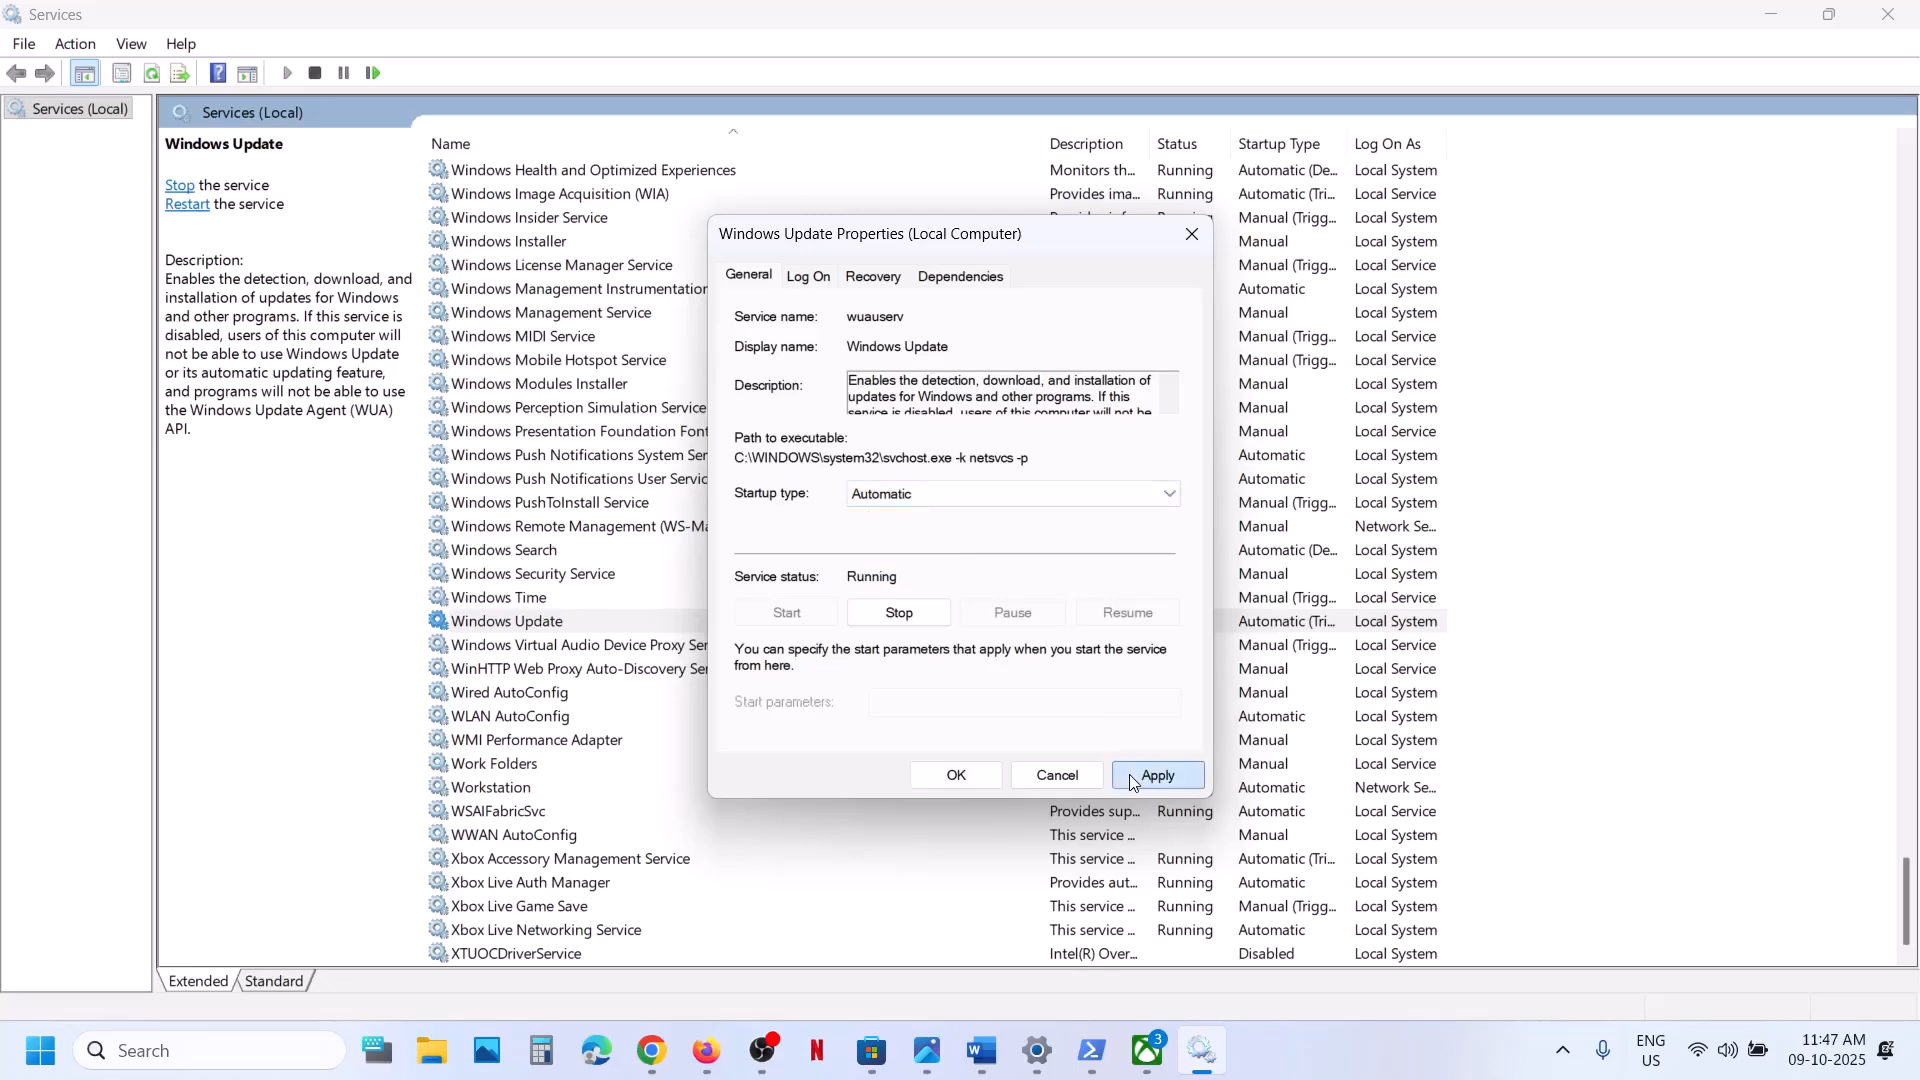 Services
File Action View Help
Services (Local)
Services (Local)
Windows Update
Stop the service
Restart the service
Description:
Enables the detection, download, and
installation of updates for Windows
and other programs. If this service is
disabled, users of this computer will
not be able to use Windows Update
or its automatic updating feature,
and programs will not be able to use
the Windows Update Agent (WUA)
API.
Name Description Status Startup Type Log On As
Windows Health and Optimized Experiences Monitors th... Running Automatic (De... Local System
Windows Image Acquisition (WIA) Provides ima... Running Automatic (Tri... Local Service
Windows Insider Service Manual (Trigg... Local System
Windows Installer Manual Local System
Windows License Manager Service Manual (Trigg... Local Service
Windows Management Instrumentation Automatic Local System
Windows Management Service Manual Local System
Windows MIDI Service Manual (Trigg... Local System
Windows Mobile Hotspot Service Manual (Trigg... Local System
Windows Modules Installer Manual Local System
Windows Perception Simulation Service Manual Local System
Windows Presentation Foundation Font Manual Local Service
Windows Push Notifications System Ser Automatic Local System
Windows Push Notifications User Servic Automatic Local System
Windows PushToInstall Service Manual (Trigg... Local System
Windows Remote Management (WS-Ma Manual Network Se...
Windows Search Automatic (De... Local System
Windows Security Service Manual Local System
Windows Time Manual (Trigg... Local Service
Windows Update Automatic (Tri... Local System
Windows Virtual Audio Device Proxy Ser Manual (Trigg... Local System
WinHTTP Web Proxy Auto-Discovery Ser Manual Local Service
Wired AutoConfig Manual Local System
WLAN AutoConfig Automatic Local System
WMI Performance Adapter Manual Local System
Work Folders Manual Local Service
Workstation Automatic Network Se...
WSAIFabricSvc Provides sup... Running Automatic Local Service
WWAN AutoConfig This service ... Manual Local System
Xbox Accessory Management Service This service ... Running Automatic (Tri... Local System
Xbox Live Auth Manager Provides aut... Running Automatic Local System
Xbox Live Game Save This service ... Running Manual (Trigg... Local System
Xbox Live Networking Service This service ... Running Automatic Local System
XTUOCDriverService Intel(R) Over... Disabled Local System
Windows Update Properties (Local Computer)
General Log On Recovery Dependencies
Service name: wuauserv
Display name: Windows Update
Description: Enables the detection, download, and installation of
updates for Windows and other programs. If this
service is disabled, users of this computer will not be
Path to executable:
C:\WINDOWS\system32\svchost.exe -k netsvcs -p
Startup type: Automatic
Service status: Running
Start Stop Pause Resume
You can specify the start parameters that apply when you start the service
from here.
Start parameters:
OK Cancel Apply
Extended Standard
Search
3
ENG
US
11:47 AM
09-10-2025